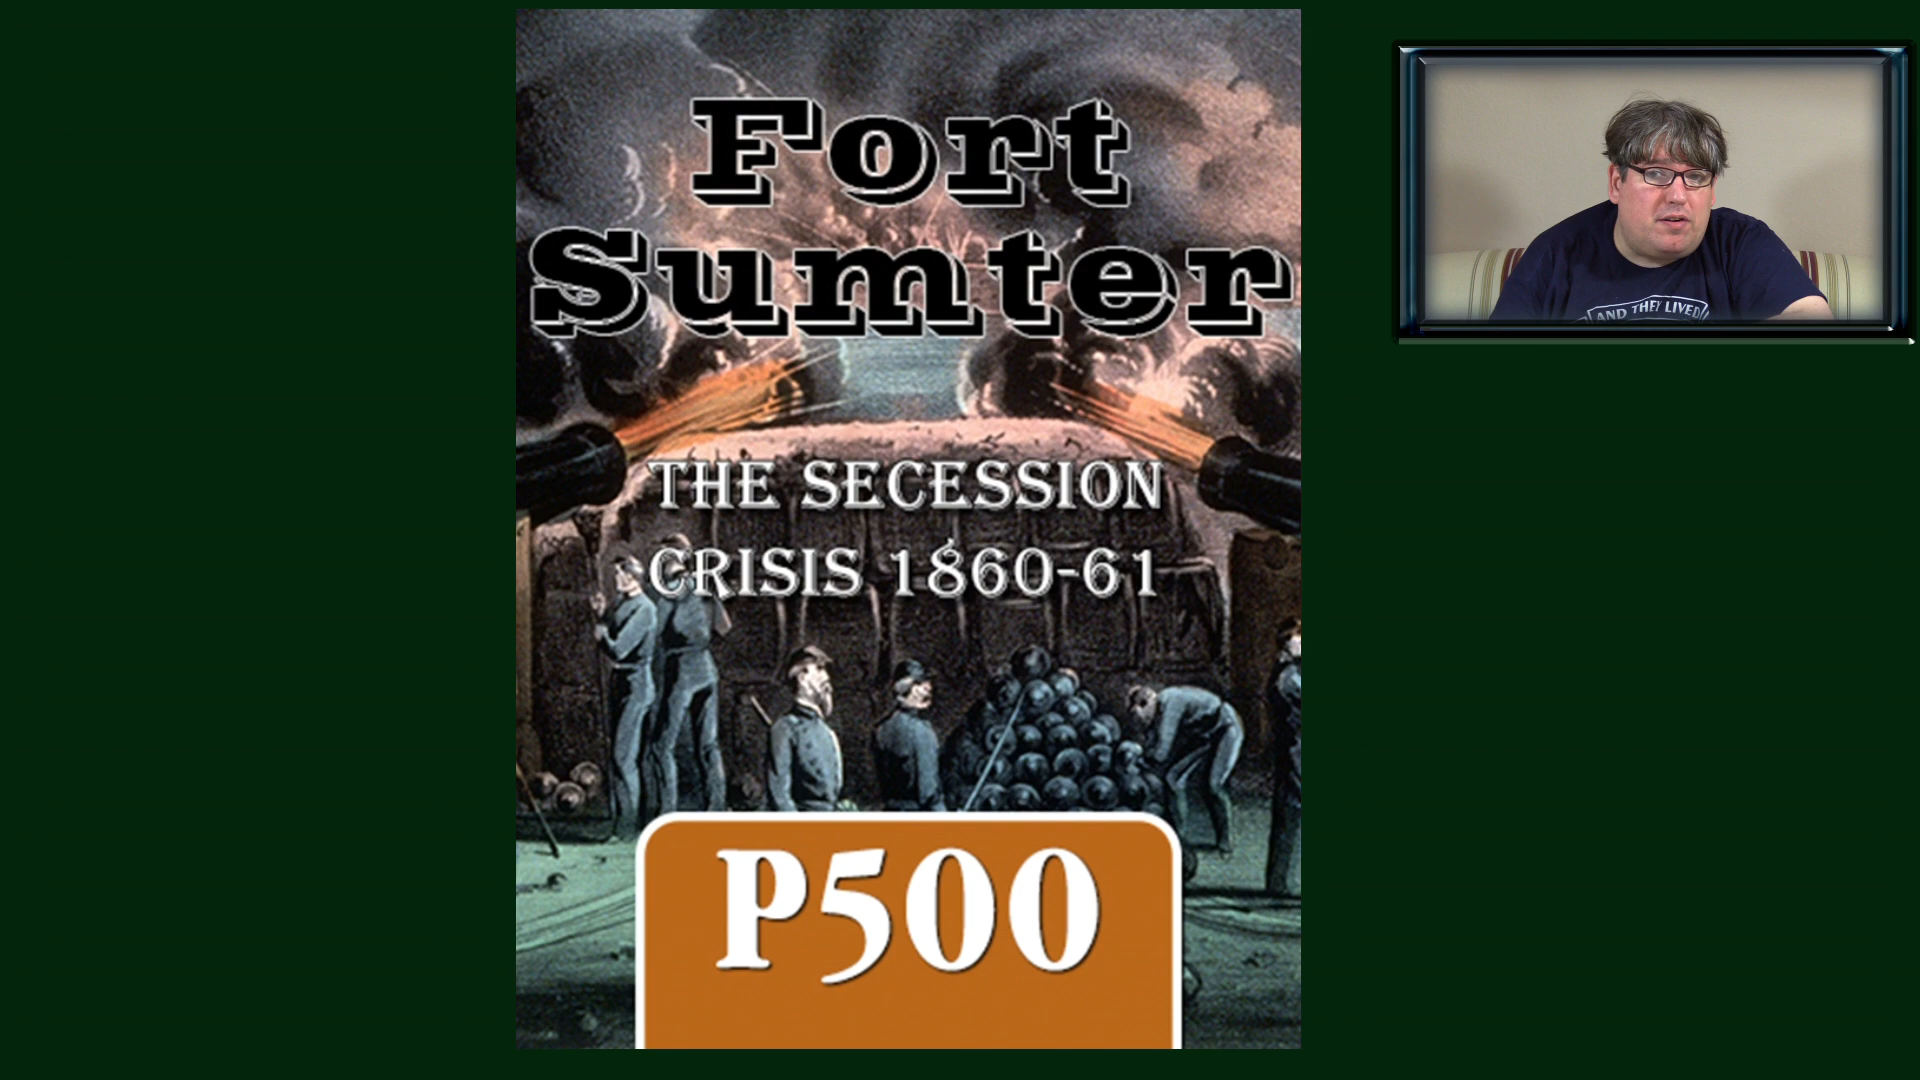 Fort
Sumter
THE SECESSION
CRISIS 1860-61
P500
AND THEY LIVED